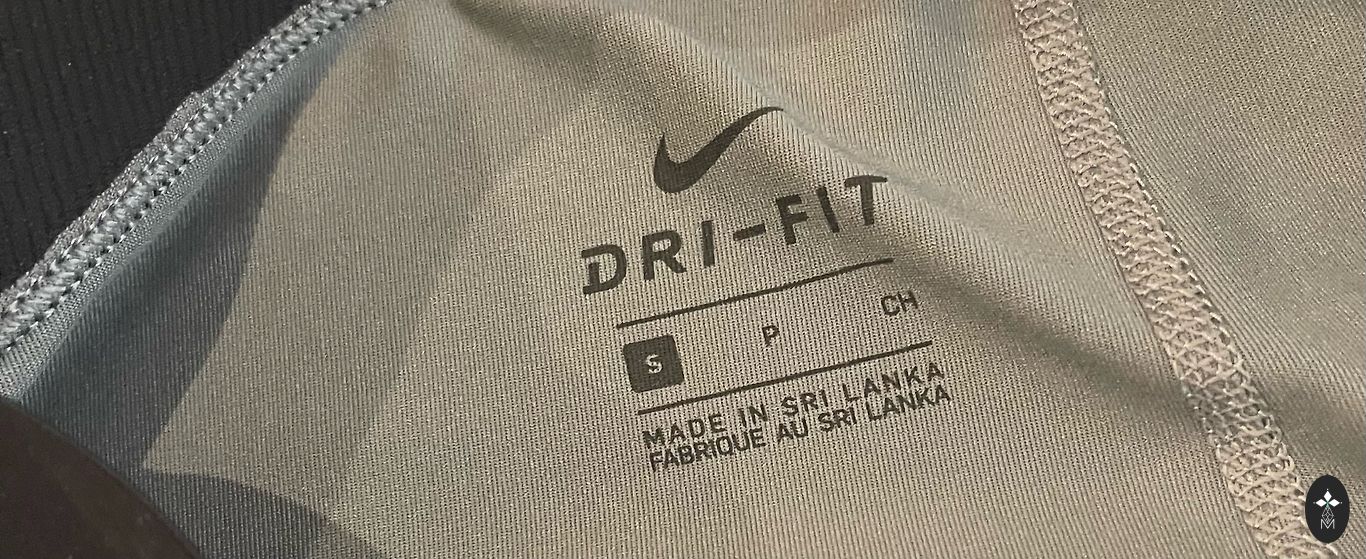 DRI-FIT
S P CH
MADE IN SRI LANKA
FABRIQUE AU SRI LANKA
M